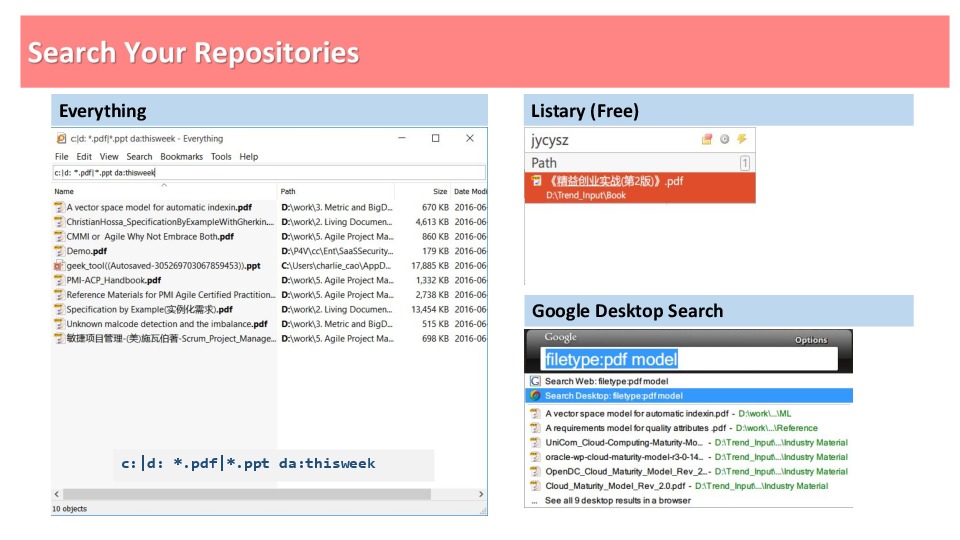 Search Your Repositories
Everything
c:|d: *.pdf|*.ppt da:thisweek - Everything
File Edit View Search Bookmarks Tools Help
c:|d: *.pdf|*.ppt da:thisweek
Name Path Size Date Modi
A vector space model for automatic indexin.pdf D:\work\3. Metric and BigD... 670 KB 2016-06
ChristianHossa_SpecificationByExampleWithGherkin.... D:\work\2. Living Documen... 4,613 KB 2016-06
CMMI or Agile Why Not Embrace Both.pdf D:\work\5. Agile Project Ma... 860 KB 2016-06
Demo.pdf D:\P4V\cc\Ent\SaaSSecurity... 179 KB 2016-06
geek_tool((Autosaved-305269703067859453)).ppt C:\Users\charlie_cao\AppD... 17,885 KB 2016-06
PMI-ACP_Handbook.pdf D:\work\5. Agile Project Ma... 1,332 KB 2016-06
Reference Materials for PMI Agile Certified Practition... D:\work\5. Agile Project Ma... 2,738 KB 2016-06
Specification by Example(实例化需求).pdf D:\work\2. Living Documen... 13,454 KB 2016-06
Unknown malcode detection and the imbalance.pdf D:\work\3. Metric and BigD... 515 KB 2016-06
敏捷项目管理-(美)施瓦伯著-Scrum_Project_Manage... D:\work\5. Agile Project Ma... 698 KB 2016-06
c:|d: *.pdf|*.ppt da:thisweek
10 objects
Listary (Free)
jycysz
Path 1
《精益创业实战(第2版)》.pdf
D:\Trend_Input\Book
Google Desktop Search
Google Options
filetype:pdf model
Search Web: filetype:pdf model
Search Desktop: filetype:pdf model
A vector space model for automatic indexin.pdf - D:\work\...\ML
A requirements model for quality attributes .pdf - D:\work\...\Reference
UniCom_Cloud-Computing-Maturity-Mo... - D:\Trend_Input\...\Industry Material
oracle-wp-cloud-maturity-model-r3-0-14... - D:\Trend_Input\...\Industry Material
OpenDC_Cloud_Maturity_Model_Rev_2... - D:\Trend_Input\...\Industry Material
Cloud_Maturity_Model_Rev_2.0.pdf - D:\Trend_Input\...\Industry Material
... See all 9 desktop results in a browser